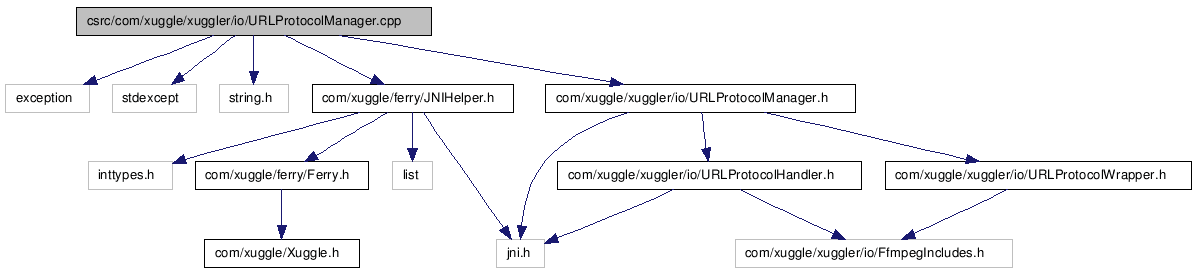 csrc/com/xuggle/xuggler/io/URLProtocolManager.cpp
exception
stdexcept
string.h
com/xuggle/ferry/JNIHelper.h
com/xuggle/xuggler/io/URLProtocolManager.h
inttypes.h
com/xuggle/ferry/Ferry.h
list
com/xuggle/xuggler/io/URLProtocolHandler.h
com/xuggle/xuggler/io/URLProtocolWrapper.h
com/xuggle/Xuggle.h
jni.h
com/xuggle/xuggler/io/FfmpegIncludes.h